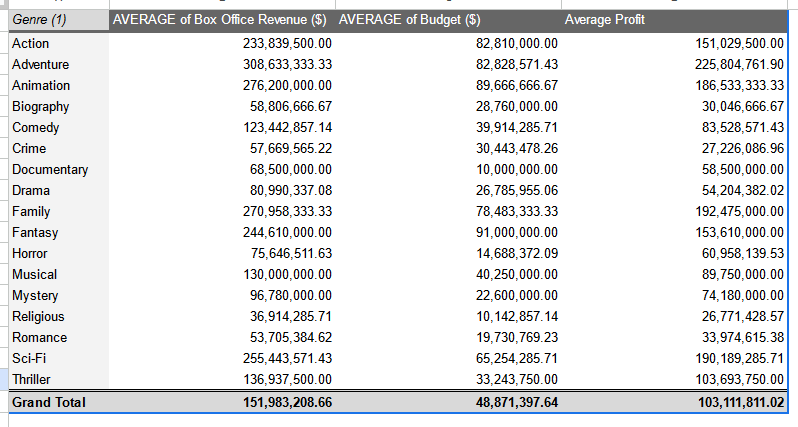 Genre (1) AVERAGE of Box Office Revenue ($) AVERAGE of Budget ($) Average Profit
Action 233,839,500.00 82,810,000.00 151,029,500.00
Adventure 308,633,333.33 82,828,571.43 225,804,761.90
Animation 276,200,000.00 89,666,666.67 186,533,333.33
Biography 58,806,666.67 28,760,000.00 30,046,666.67
Comedy 123,442,857.14 39,914,285.71 83,528,571.43
Crime 57,669,565.22 30,443,478.26 27,226,086.96
Documentary 68,500,000.00 10,000,000.00 58,500,000.00
Drama 80,990,337.08 26,785,955.06 54,204,382.02
Family 270,958,333.33 78,483,333.33 192,475,000.00
Fantasy 244,610,000.00 91,000,000.00 153,610,000.00
Horror 75,646,511.63 14,688,372.09 60,958,139.53
Musical 130,000,000.00 40,250,000.00 89,750,000.00
Mystery 96,780,000.00 22,600,000.00 74,180,000.00
Religious 36,914,285.71 10,142,857.14 26,771,428.57
Romance 53,705,384.62 19,730,769.23 33,974,615.38
Sci-Fi 255,443,571.43 65,254,285.71 190,189,285.71
Thriller 136,937,500.00 33,243,750.00 103,693,750.00
Grand Total 151,983,208.66 48,871,397.64 103,111,811.02